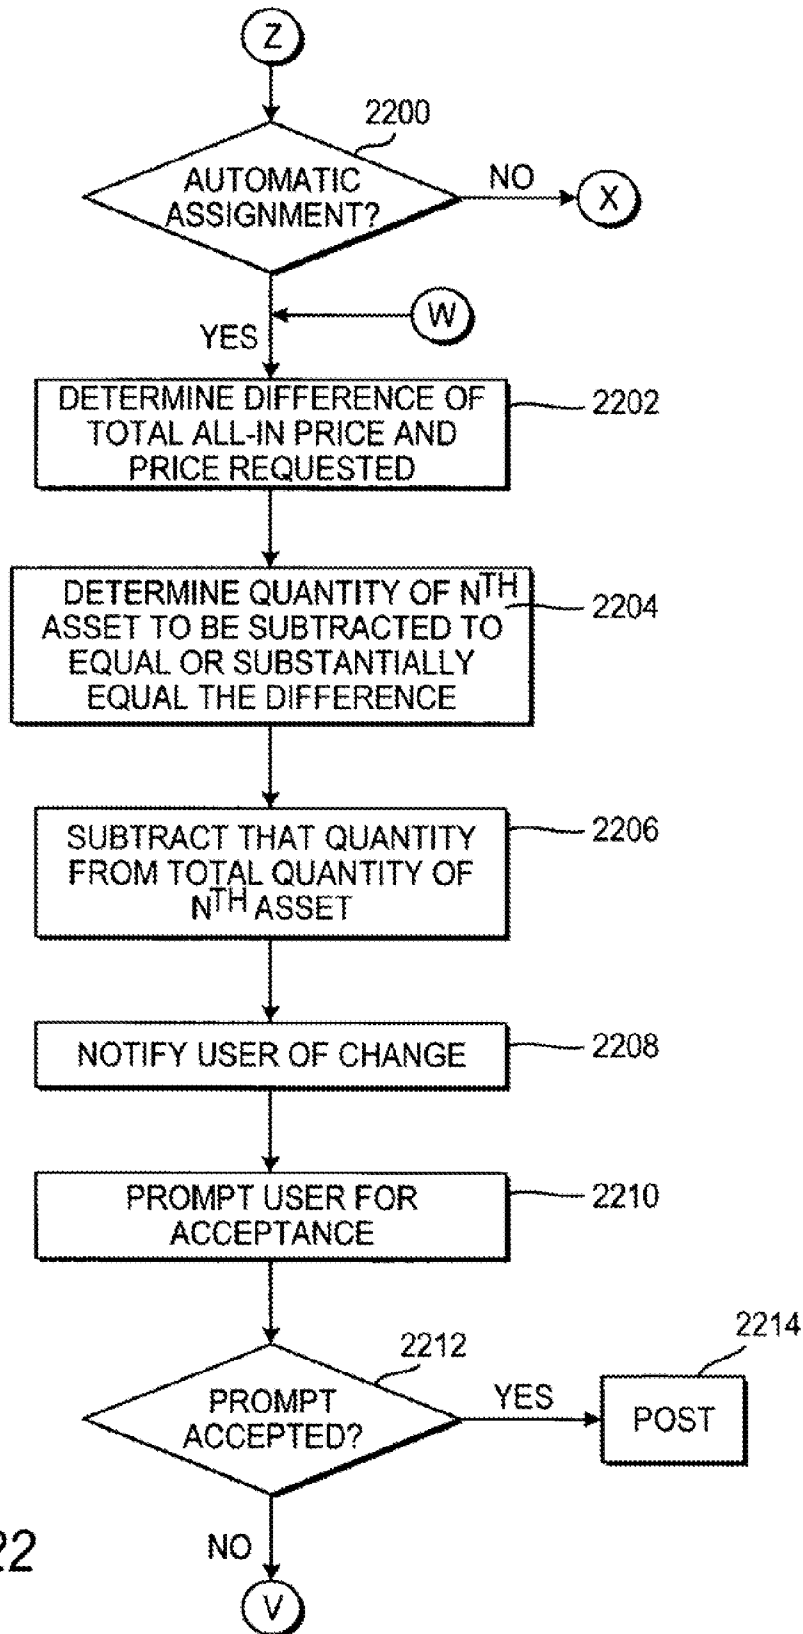 Z
2200
AUTOMATIC
ASSIGNMENT?
NO
X
W
YES
DETERMINE DIFFERENCE OF
TOTAL ALL-IN PRICE AND
PRICE REQUESTED
2202
DETERMINE QUANTITY OF NTH
ASSET TO BE SUBTRACTED TO
EQUAL OR SUBSTANTIALLY
EQUAL THE DIFFERENCE
2204
SUBTRACT THAT QUANTITY
FROM TOTAL QUANTITY OF
NTH ASSET
2206
NOTIFY USER OF CHANGE
2208
PROMPT USER FOR
ACCEPTANCE
2210
2212
PROMPT
ACCEPTED?
YES
2214
POST
NO
22
V